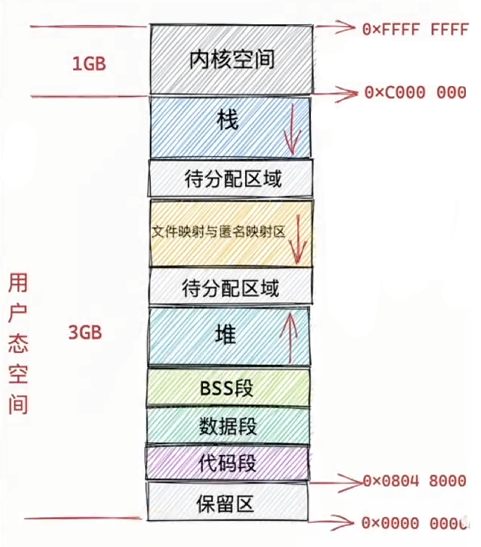 0×FFFF FFFF
内核空间
1GB
0×C000 000
栈
待分配区域
文件映射与匿名映射区
待分配区域
用户态空间
3GB
堆
BSS段
数据段
代码段
0×0804 8000
保留区
0×0000 0000